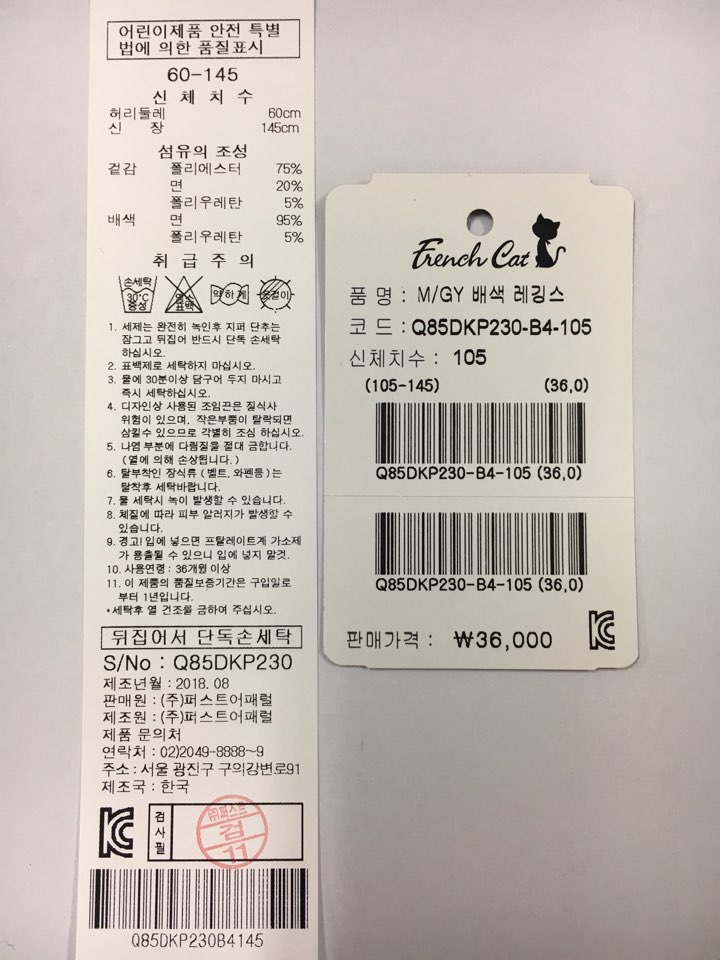 어린이제품 안전 특별
법에 의한 품질표시
60-145
신 체 치 수
허리둘레 60cm
신 장 145cm
섬유의 조성
겉감 폴리에스터 75%
면 20%
폴리우레탄 5%
배색 면 95%
폴리우레탄 5%
취 급 주 의
손세탁 30℃ 중성 염소 표백 약하게 옷걸이
1. 세제는 완전히 녹인후 지퍼 단추는
잠그고 뒤집어 반드시 단독 손세탁
하십시오.
2. 표백제로 세탁하지 마십시오.
3. 물에 30분이상 담구어 두지 마시고
즉시 세탁하십시오.
4. 디자인상 사용된 조임끈은 질식사
위험이 있으며, 작은부품이 탈락되면
삼킬수 있으므로 각별히 조심 하십시오.
5. 나염 부분에 다림질을 절대 금합니다.
(열에 의해 손상됩니다.)
6. 탈부착인 장식류 (벨트, 와펜등)는
탈착후 세탁바랍니다.
7. 물 세탁시 녹이 발생할 수 있습니다.
8. 체질에 따라 피부 알러지가 발생할 수
있습니다.
9. 경고! 입에 넣으면 프탈레이트계 가소제
가 용출될 수 있으니 입에 넣지 말것.
10. 사용연령 : 36개월 이상
11. 이 제품의 품질보증기간은 구입일로
부터 1년입니다.
*세탁후 열 건조를 금하여 주십시오.
뒤집어서 단독손세탁
S/No : Q85DKP230
제조년월 : 2018. 08
판매원 : (주)퍼스트어패럴
제조원 : (주)퍼스트어패럴
제품 문의처
연락처 : 02)2049-8888~9
주소 : 서울 광진구 구의강변로91
제조국 : 한국
검사필
㈜퍼스트
검
11
Q85DKP230B4145
French Cat
품 명 : M/GY 배색 레깅스
코 드 : Q85DKP230-B4-105
신체치수 : 105
(105-145) (36,0)
Q85DKP230-B4-105 (36,0)
Q85DKP230-B4-105 (36,0)
판매가격 : ₩36,000